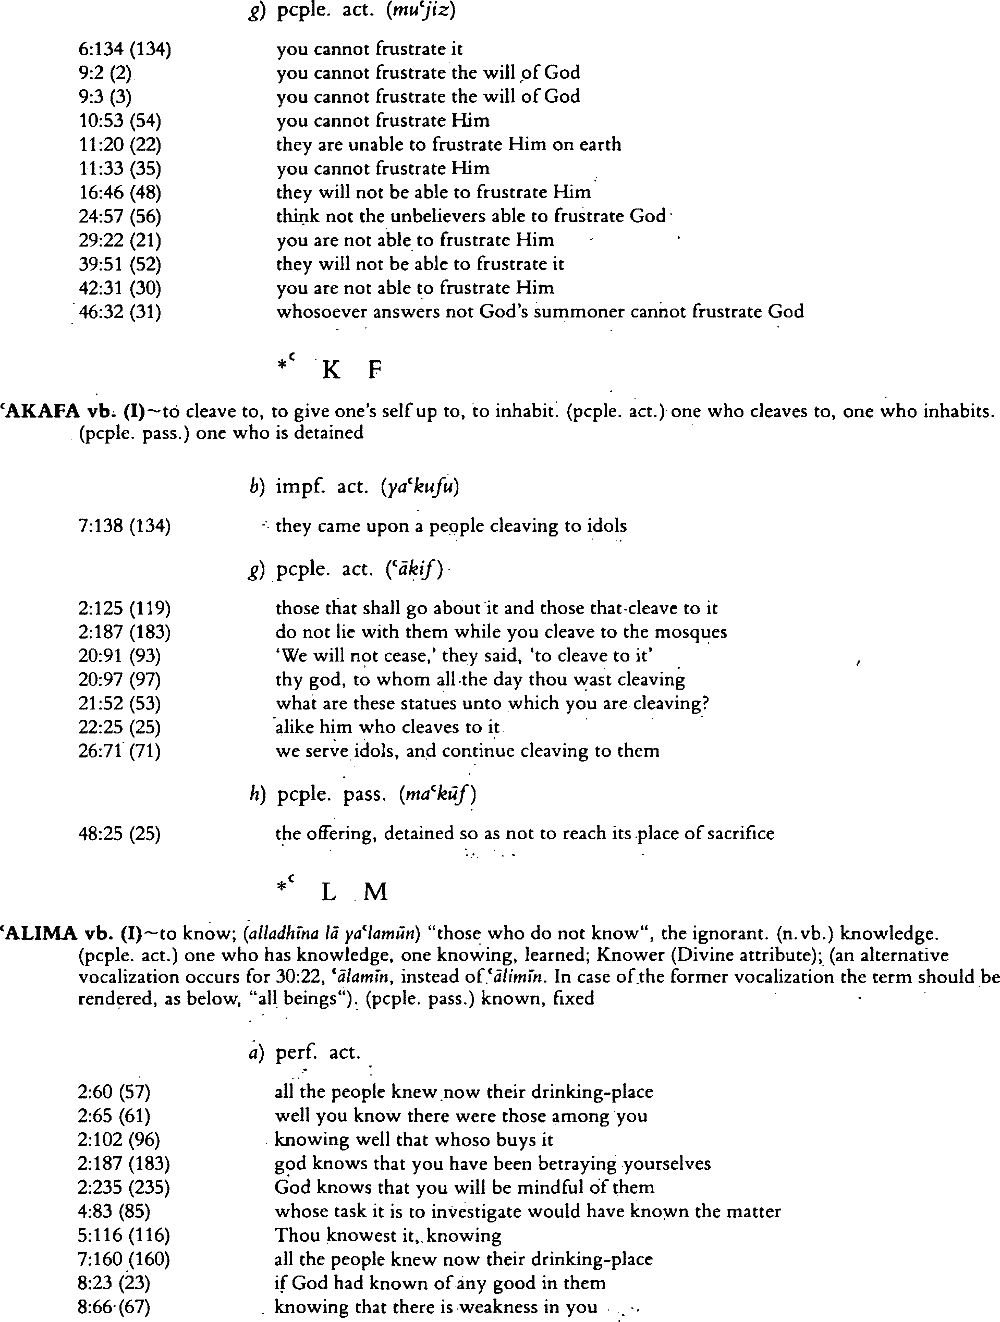 g) pcple. act. (muʿjiz)
6:134 (134) you cannot frustrate it
9:2 (2) you cannot frustrate the will of God
9:3 (3) you cannot frustrate the will of God
10:53 (54) you cannot frustrate Him
11:20 (22) they are unable to frustrate Him on earth
11:33 (35) you cannot frustrate Him
16:46 (48) they will not be able to frustrate Him
24:57 (56) think not the unbelievers able to frustrate God
29:22 (21) you are not able to frustrate Him
39:51 (52) they will not be able to frustrate it
42:31 (30) you are not able to frustrate Him
46:32 (31) whosoever answers not God's summoner cannot frustrate God
*ʿ K F
ʿAKAFA vb. (I)~to cleave to, to give one's self up to, to inhabit. (pcple. act.) one who cleaves to, one who inhabits.
(pcple. pass.) one who is detained
b) impf. act. (yaʿkufu)
7:138 (134) they came upon a people cleaving to idols
g) pcple. act. (ʿākif)
2:125 (119) those that shall go about it and those that cleave to it
2:187 (183) do not lie with them while you cleave to the mosques
20:91 (93) 'We will not cease,' they said, 'to cleave to it'
20:97 (97) thy god, to whom all the day thou wast cleaving
21:52 (53) what are these statues unto which you are cleaving?
22:25 (25) alike him who cleaves to it
26:71 (71) we serve idols, and continue cleaving to them
h) pcple. pass. (maʿkūf)
48:25 (25) the offering, detained so as not to reach its place of sacrifice
*ʿ L M
ʿALIMA vb. (I)~to know; (alladhīna lā yaʿlamūn) "those who do not know", the ignorant. (n.vb.) knowledge.
(pcple. act.) one who has knowledge, one knowing, learned; Knower (Divine attribute); (an alternative
vocalization occurs for 30:22, ʿālamīn, instead of ʿālimīn. In case of the former vocalization the term should be
rendered, as below, "all beings"). (pcple. pass.) known, fixed
a) perf. act.
2:60 (57) all the people knew now their drinking-place
2:65 (61) well you know there were those among you
2:102 (96) knowing well that whoso buys it
2:187 (183) god knows that you have been betraying yourselves
2:235 (235) God knows that you will be mindful of them
4:83 (85) whose task it is to investigate would have known the matter
5:116 (116) Thou knowest it, knowing
7:160 (160) all the people knew now their drinking-place
8:23 (23) if God had known of any good in them
8:66 (67) knowing that there is weakness in you